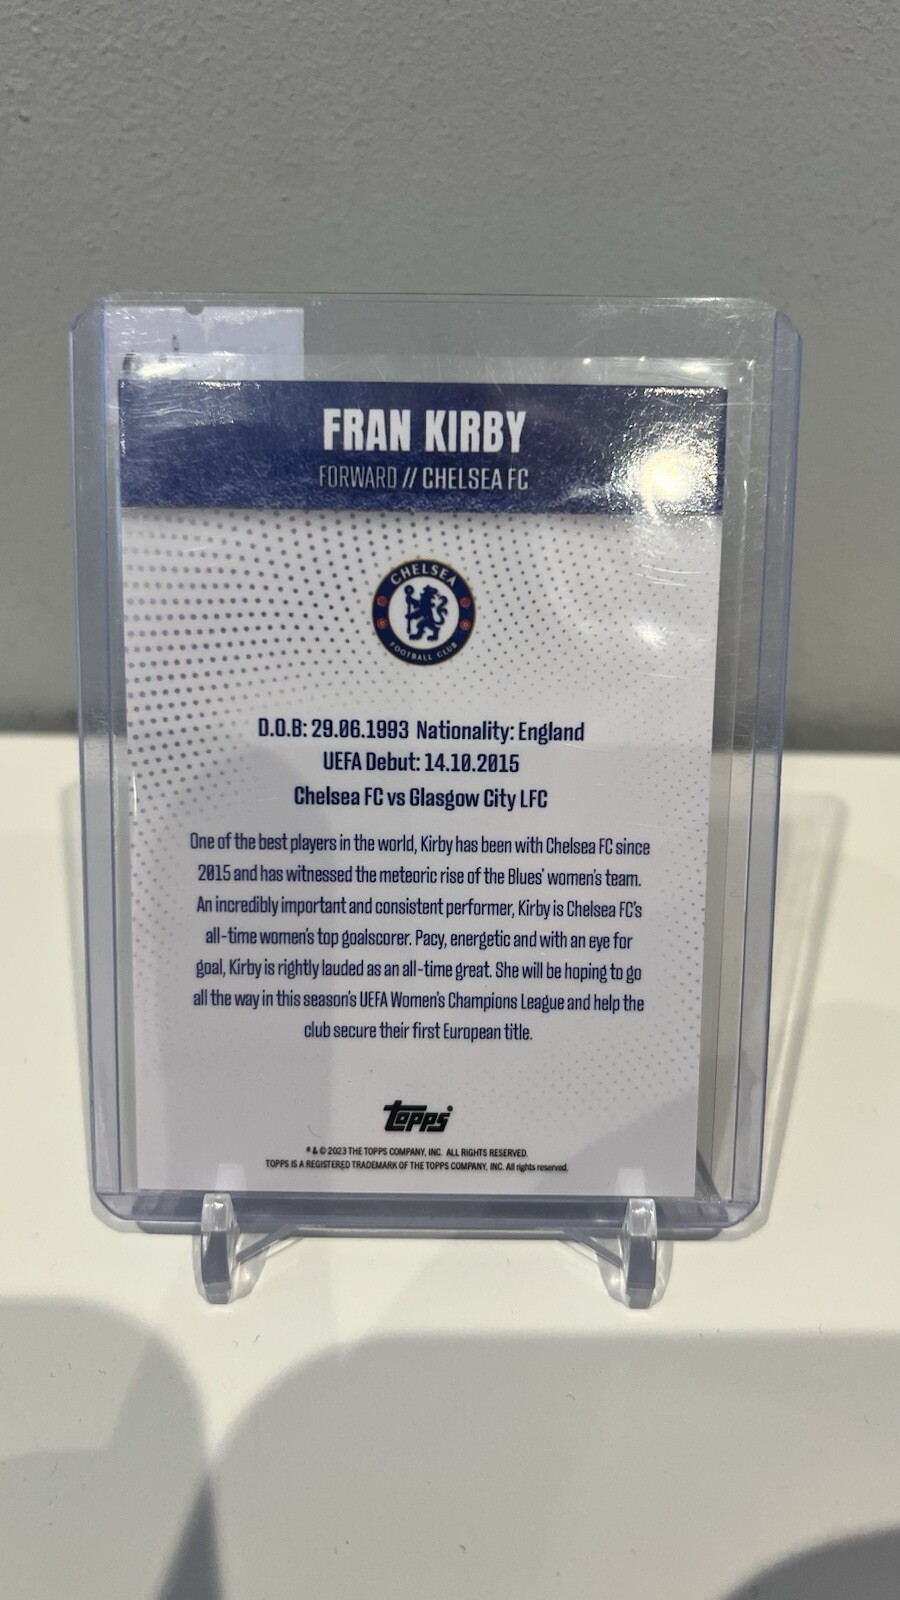 FRAN KIRBY
FORWARD // CHELSEA FC
CHELSEA
FOOTBALL CLUB
D.O.B: 29.06.1993 Nationality: England
UEFA Debut: 14.10.2015
Chelsea FC vs Glasgow City LFC
One of the best players in the world, Kirby has been with Chelsea FC since
2015 and has witnessed the meteoric rise of the Blues' women's team.
An incredibly important and consistent performer, Kirby is Chelsea FC's
all-time women's top goalscorer. Pacy, energetic and with an eye for
goal, Kirby is rightly lauded as an all-time great. She will be hoping to go
all the way in this season's UEFA Women's Champions League and help the
club secure their first European title.
topps
® & © 2023 THE TOPPS COMPANY, INC. ALL RIGHTS RESERVED.
TOPPS IS A REGISTERED TRADEMARK OF THE TOPPS COMPANY, INC. All rights reserved.